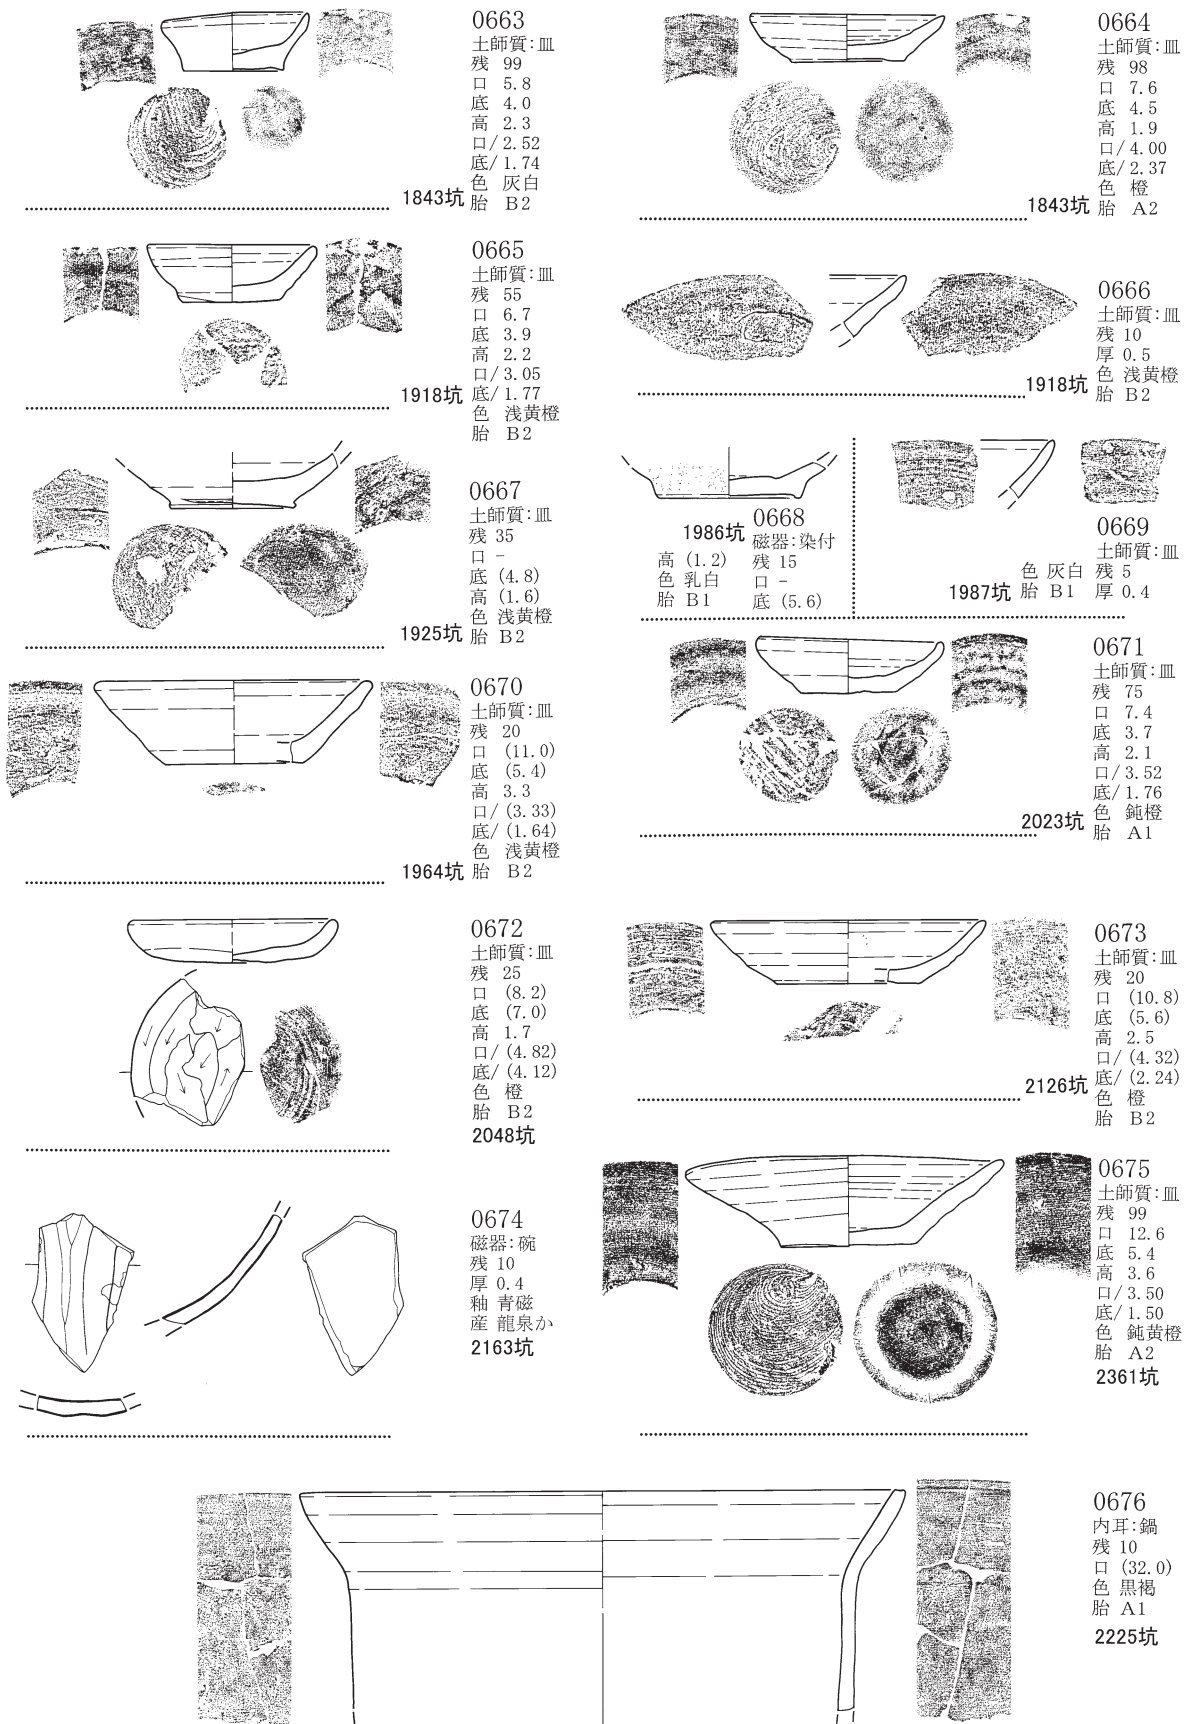 0663
土師質:皿
残 99
口 5.8
底 4.0
高 2.3
口/2.52
底/1.74
色 灰白
胎 B2
1843坑
0664
土師質:皿
残 98
口 7.6
底 4.5
高 1.9
口/4.00
底/2.37
色 橙
胎 A2
1843坑
0665
土師質:皿
残 55
口 6.7
底 3.9
高 2.2
口/3.05
底/1.77
色 浅黄橙
胎 B2
1918坑
0666
土師質:皿
残 10
厚 0.5
色 浅黄橙
胎 B2
1918坑
0667
土師質:皿
残 35
口 -
底 (4.8)
高 (1.6)
色 浅黄橙
胎 B2
1925坑
0668
磁器:染付
残 15
口 -
底 (5.6)
1986坑
高 (1.2)
色 乳白
胎 B1
0669
土師質:皿
残 5
厚 0.4
色 灰白
胎 B1
1987坑
0670
土師質:皿
残 20
口 (11.0)
底 (5.4)
高 3.3
口/(3.33)
底/(1.64)
色 浅黄橙
胎 B2
1964坑
0671
土師質:皿
残 75
口 7.4
底 3.7
高 2.1
口/3.52
底/1.76
色 鈍橙
胎 A1
2023坑
0672
土師質:皿
残 25
口 (8.2)
底 (7.0)
高 1.7
口/(4.82)
底/(4.12)
色 橙
胎 B2
2048坑
0673
土師質:皿
残 20
口 (10.8)
底 (5.6)
高 2.5
口/(4.32)
底/(2.24)
色 橙
胎 B2
2126坑
0674
磁器:碗
残 10
厚 0.4
釉 青磁
産 龍泉か
2163坑
0675
土師質:皿
残 99
口 12.6
底 5.4
高 3.6
口/3.50
底/1.50
色 鈍黄橙
胎 A2
2361坑
0676
内耳:鍋
残 10
口 (32.0)
色 黒褐
胎 A1
2225坑